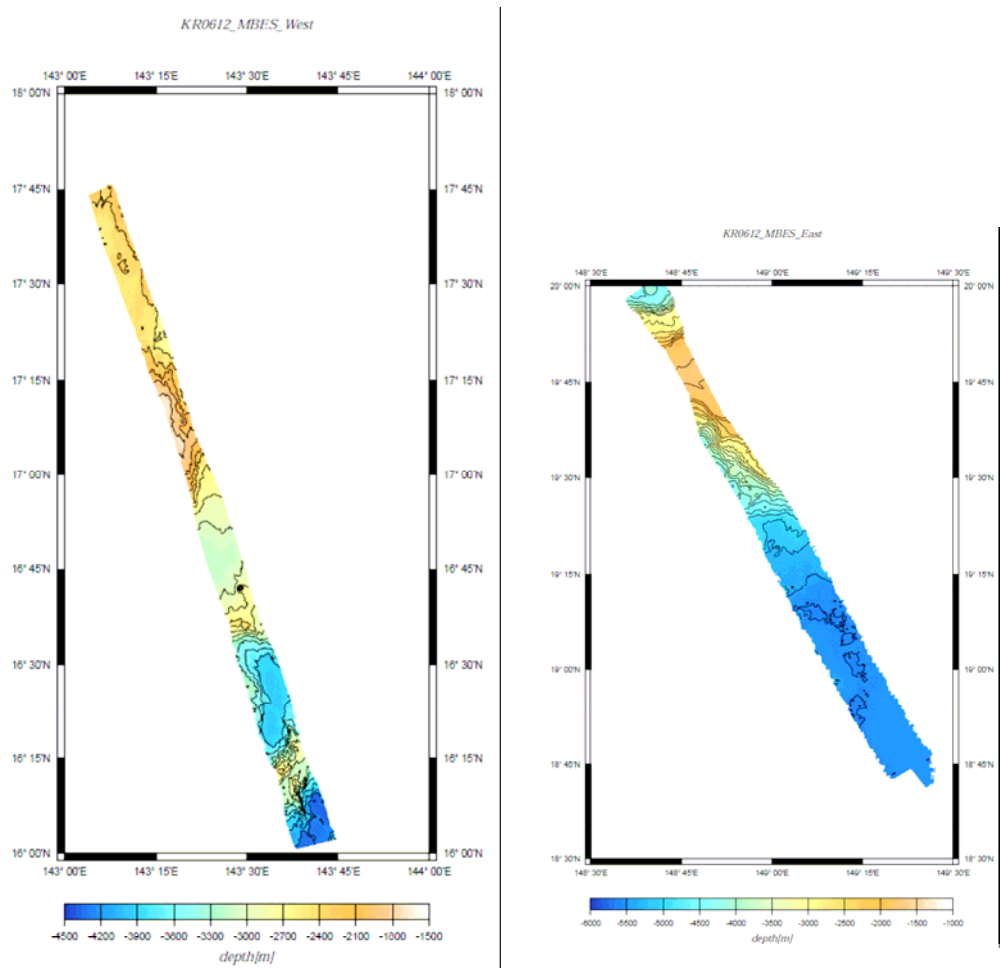 KR0612_MBES_West
143° 00'E 143° 15'E 143° 30'E 143° 45'E 144° 00'E
18° 00'N 18° 00'N
17° 45'N 17° 45'N
17° 30'N 17° 30'N
17° 15'N 17° 15'N
17° 00'N 17° 00'N
16° 45'N 16° 45'N
16° 30'N 16° 30'N
16° 15'N 16° 15'N
16° 00'N 16° 00'N
143° 00'E 143° 15'E 143° 30'E 143° 45'E 144° 00'E
-4500 -4200 -3900 -3600 -3300 -3000 -2700 -2400 -2100 -1800 -1500
depth[m]
KR0612_MBES_East
148° 30'E 148° 45'E 149° 00'E 149° 15'E 149° 30'E
20° 00'N 20° 00'N
19° 45'N 19° 45'N
19° 30'N 19° 30'N
19° 15'N 19° 15'N
19° 00'N 19° 00'N
18° 45'N 18° 45'N
18° 30'N 18° 30'N
148° 30'E 148° 45'E 149° 00'E 149° 15'E 149° 30'E
-6000 -5500 -5000 -4500 -4000 -3500 -3000 -2500 -2000 -1500 -1000
depth[m]